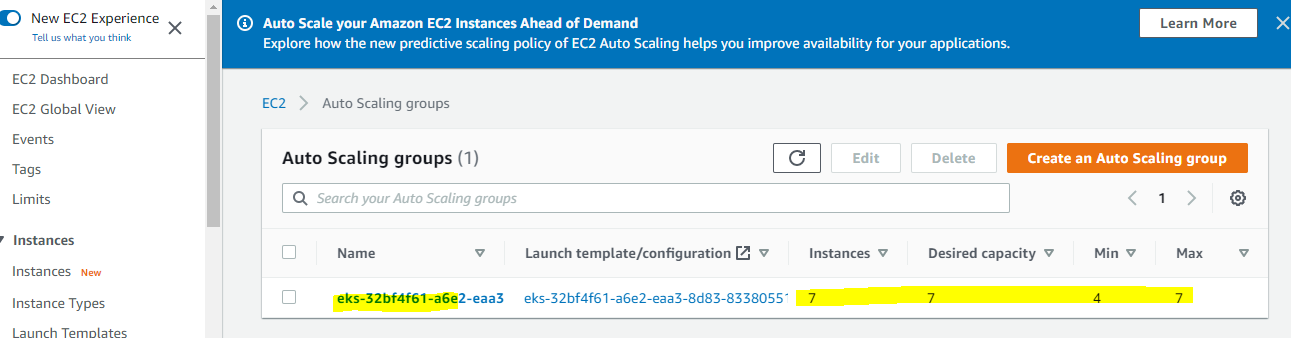 New EC2 Experience
Tell us what you think
EC2 Dashboard
EC2 Global View
Events
Tags
Limits
Instances
Instances New
Instance Types
Launch Templates
Auto Scale your Amazon EC2 Instances Ahead of Demand
Explore how the new predictive scaling policy of EC2 Auto Scaling helps you improve availability for your applications.
Learn More
EC2 Auto Scaling groups
Auto Scaling groups (1)
Edit Delete Create an Auto Scaling group
Search your Auto Scaling groups
1
Name Launch template/configuration Instances Desired capacity Min Max
eks-32bf4f61-a6e2-eaa3 eks-32bf4f61-a6e2-eaa3-8d83-83380551 7 7 4 7